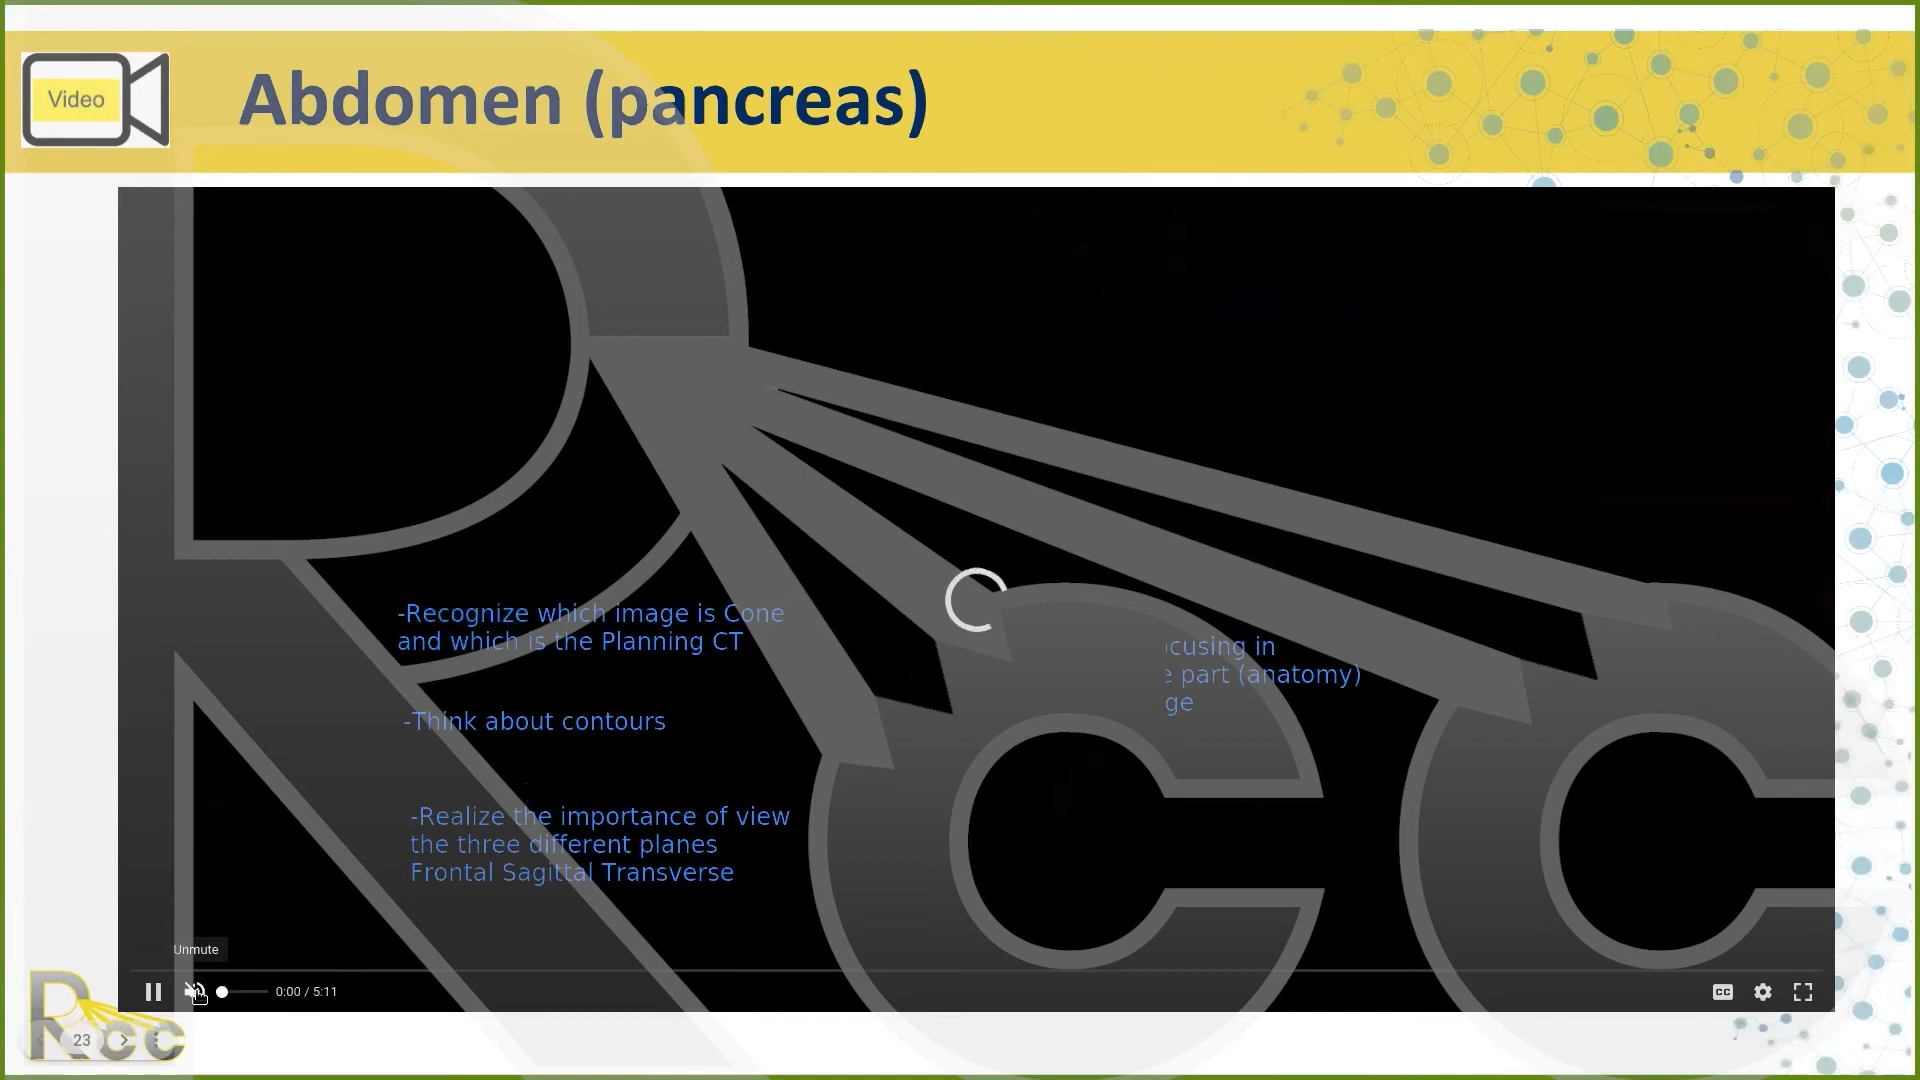 Video
Abdomen (pancreas)
-Recognize which image is Cone
and which is the Planning CT
cusing in
part (anatomy)
ge
-Think about contours
-Realize the importance of view
the three different planes
Frontal Sagittal Transverse
Unmute
0:00 / 5:11
CC
Rcc
23